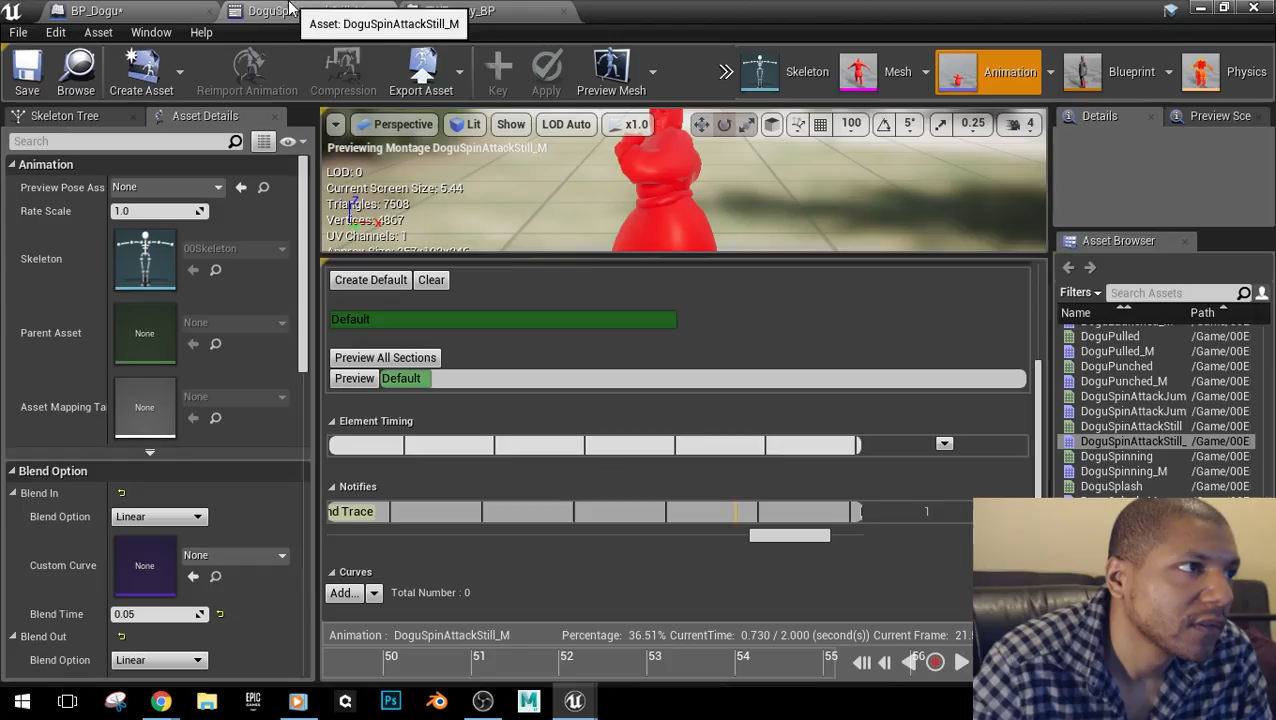 BP_Dogu*
DoguSp
y_BP
Asset: DoguSpinAttackStill_M
File Edit Asset Window Help
Save
Browse
Create Asset
Reimport Animation
Compression
Export Asset
Key
Apply
Preview Mesh
Skeleton
Mesh
Animation
Blueprint
Physics
Skeleton Tree
Asset Details
Search
Animation
Preview Pose Ass
None
Rate Scale
1.0
Skeleton
00Skeleton
Parent Asset
None
None
Asset Mapping Ta
None
None
Blend Option
Blend In
Blend Option
Linear
Custom Curve
None
None
Blend Time
0.05
Blend Out
Blend Option
Linear
Perspective
Lit
Show
LOD Auto
x1.0
100
5°
0.25
4
Previewing Montage DoguSpinAttackStill_M
LOD: 0
Current Screen Size: 5.44
Triangles: 7508
Vertices: 4867
UV Channels: 1
Create Default
Clear
Default
Preview All Sections
Preview
Default
Element Timing
Notifies
nd Trace
1
Curves
Add...
Total Number : 0
Animation : DoguSpinAttackStill_M
Percentage: 36.51% CurrentTime: 0.730 / 2.000 (second(s)) Current Frame: 21.
50 51 52 53 54 55 56
Details
Preview Sce
Asset Browser
Filters
Search Assets
Name
Path
DoguPulled /Game/00E
DoguPulled_M /Game/00E
DoguPunched /Game/00E
DoguPunched_M /Game/00E
DoguSpinAttackJum /Game/00E
DoguSpinAttackJum /Game/00E
DoguSpinAttackStill /Game/00E
DoguSpinAttackStill_ /Game/00E
DoguSpinning /Game/00E
DoguSpinning_M /Game/00E
DoguSplash /Game/00E
EPIC
GAMES
Ps
M